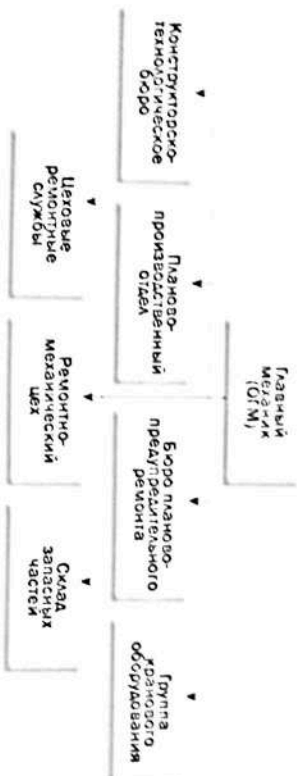 Главный
механик
(ОГМ)
Конструкторско-
технологическое
бюро
Планово-
производственный
отдел
Бюро планово-
предупредительного
ремонта
Группа
кранового
оборудования
Цеховые
ремонтные
службы
Ремонтно-
механический
цех
Склад
запасных
частей